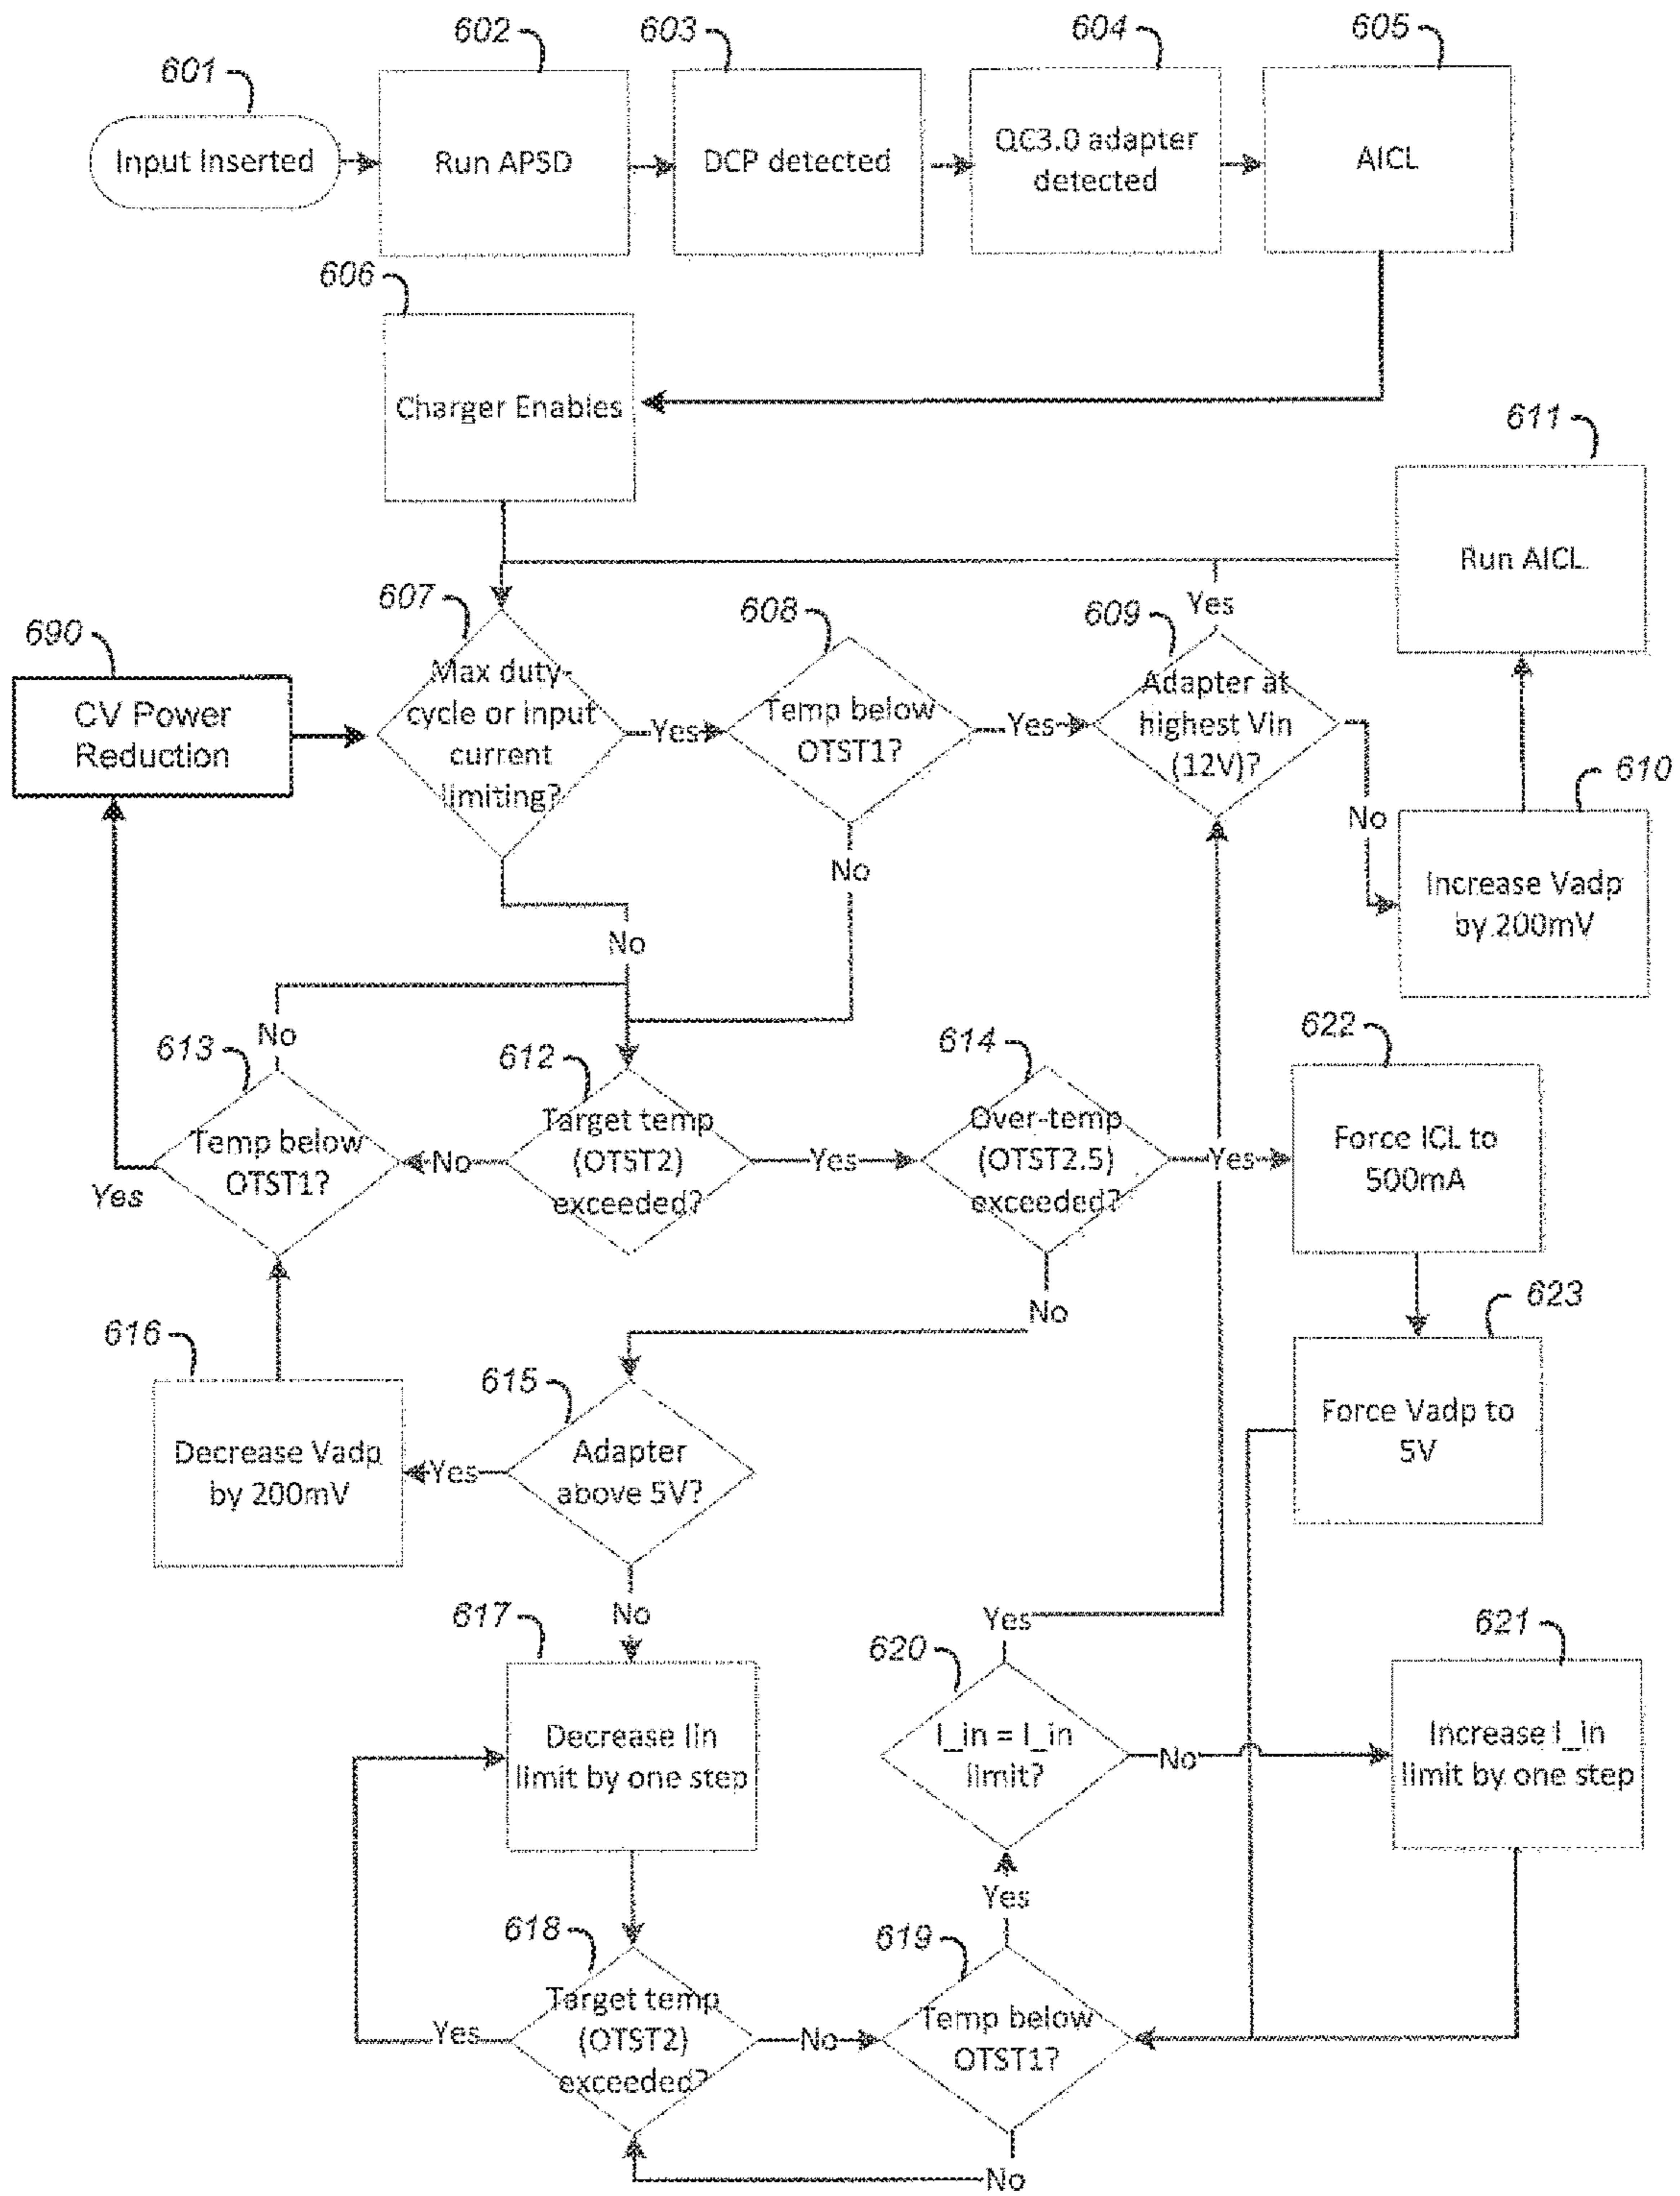 601
602
603
604
605
Input Inserted
Run APSD
DCP detected
QC3.0 adapter
detected
AICL
606
Charger Enables
611
Run AICL.
607
608
609
Yes
690
CV Power
Reduction
Max duty-
cycle or input
current
limiting?
Yes
Temp below
OTST1?
Yes
Adapter at
highest Vin
(12V)?
610
No
Increase Vadp
by 200mV
No
No
613
No
612
614
622
Temp below
OTST1?
Yes
No
Target temp
(OTST2)
exceeded?
Yes
Over-temp
(OTST2.5)
exceeded?
Yes
Force ICL to
500mA
No
623
616
615
Decrease Vadp
by 200mV
Yes
Adapter
above 5V?
Force Vadp to
5V
No
617
Yes
620
621
Decrease Iin
limit by one step
I_in = I_in
limit?
No
Increase I_in
limit by one step
Yes
618
619
Yes
Target temp
(OTST2)
exceeded?
No
Temp below
OTST1?
No